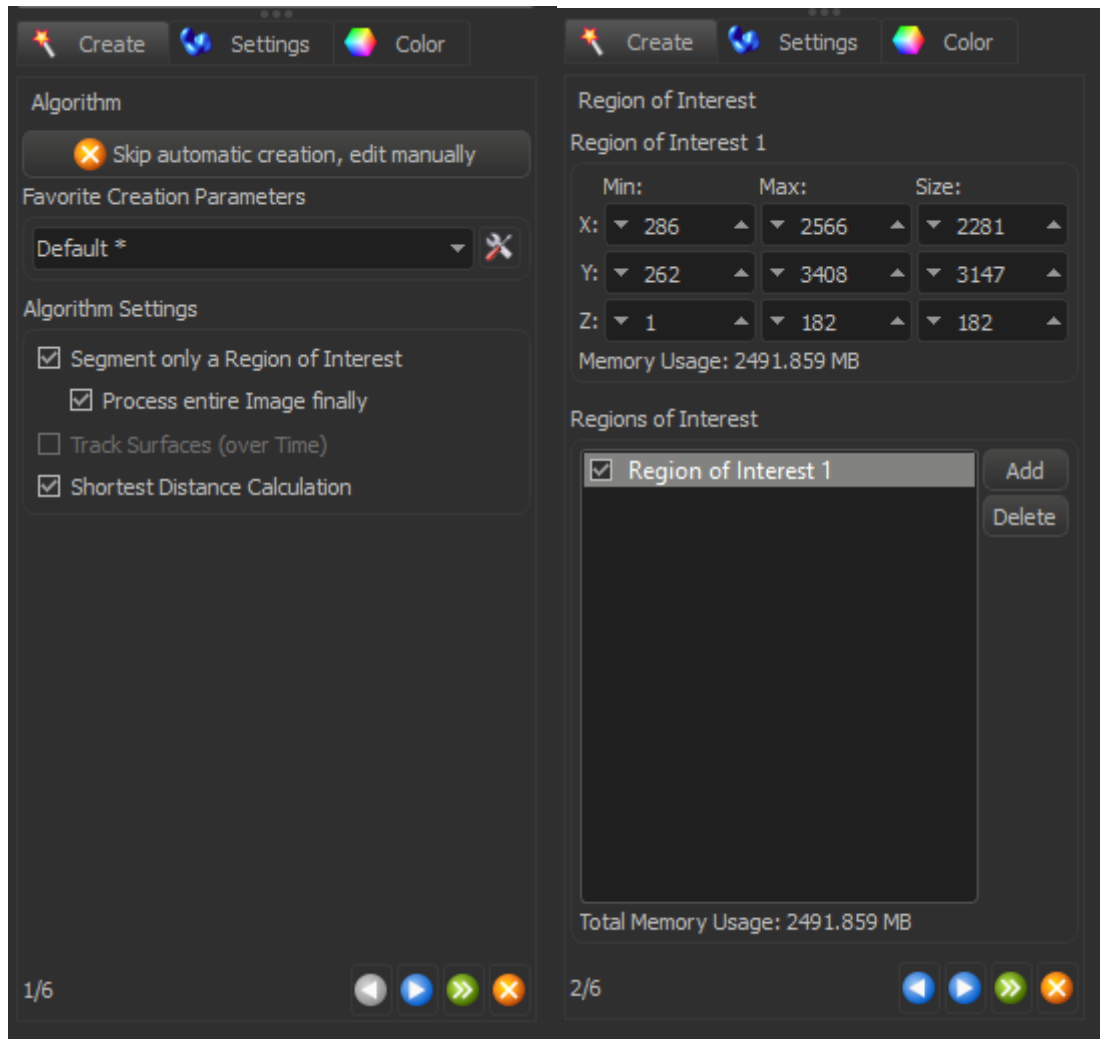 Create Settings Color
Algorithm
Skip automatic creation, edit manually
Favorite Creation Parameters
Default *
Algorithm Settings
Segment only a Region of Interest
Process entire Image finally
Track Surfaces (over Time)
Shortest Distance Calculation
1/6
Create Settings Color
Region of Interest
Region of Interest 1
Min: Max: Size:
X: 286 2566 2281
Y: 262 3408 3147
Z: 1 182 182
Memory Usage: 2491.859 MB
Regions of Interest
Region of Interest 1 Add
Delete
Total Memory Usage: 2491.859 MB
2/6